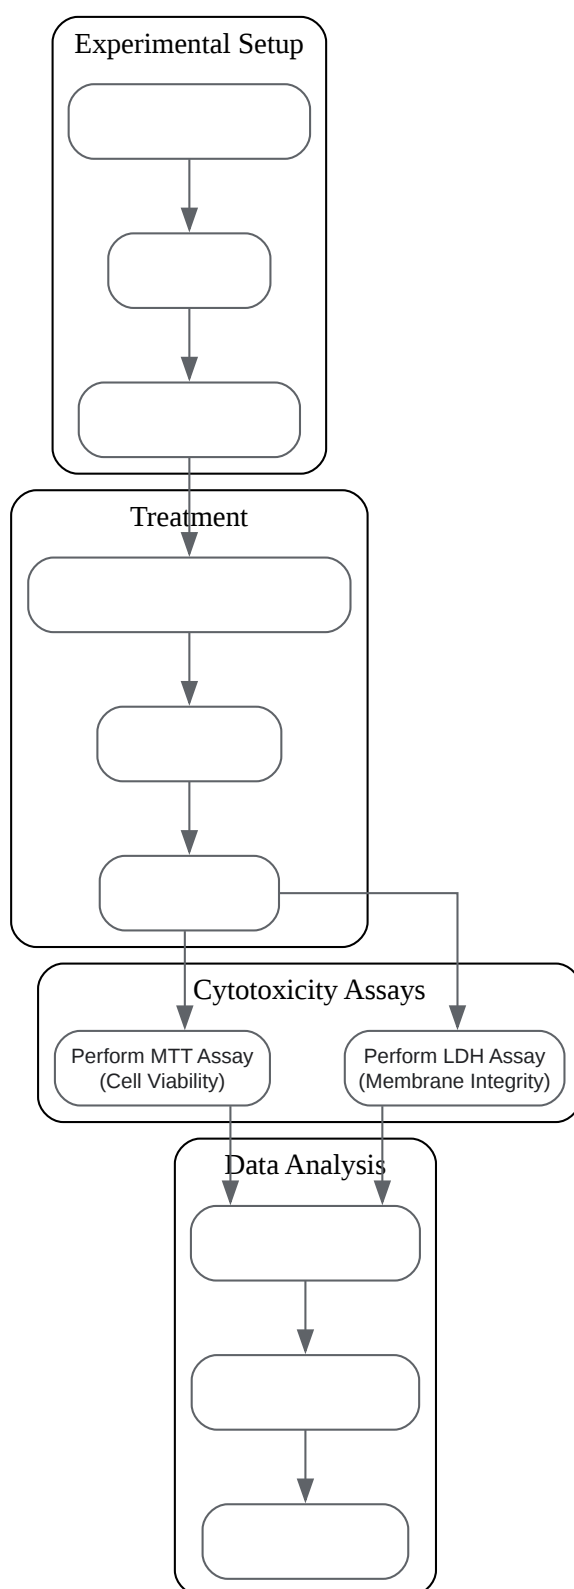 Experimental Setup
Treatment
Cytotoxicity Assays
Perform MTT Assay
(Cell Viability)
Perform LDH Assay
(Membrane Integrity)
Data Analysis